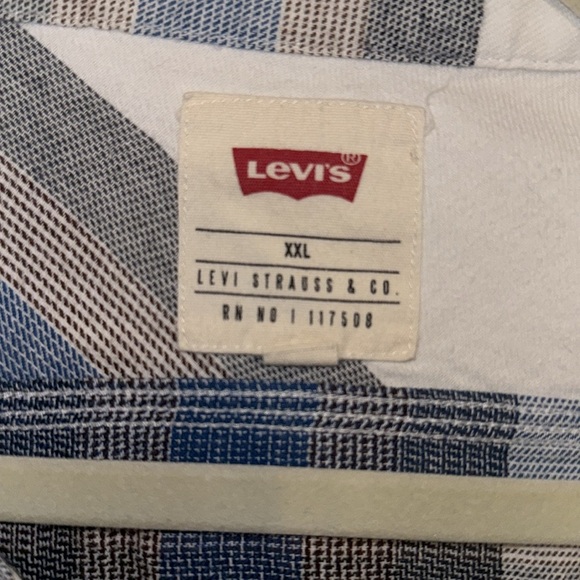 Levi's®
XXL
LEVI STRAUSS & CO.
RN NO | 117508